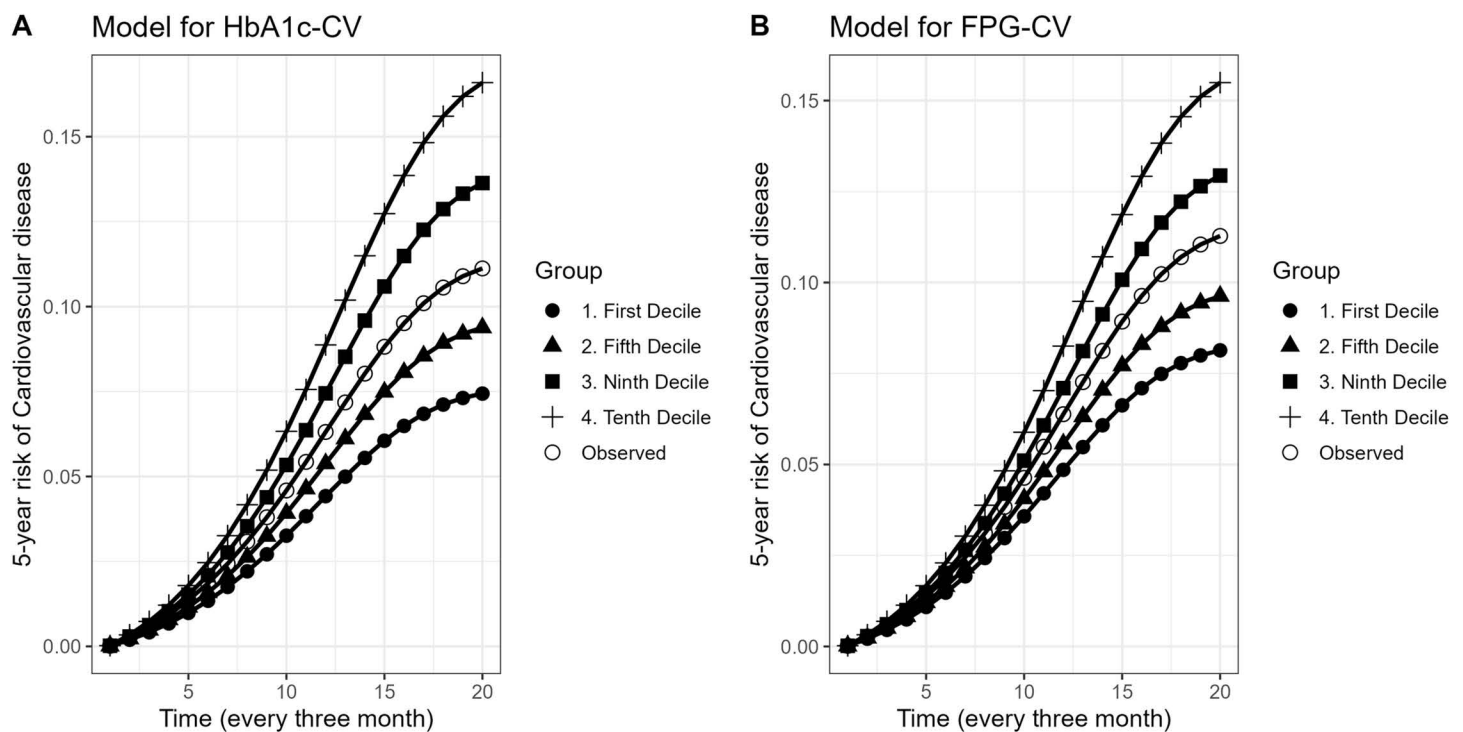 A
Model for HbA1c-CV
5-year risk of Cardiovascular disease
0.15
0.10
0.05
0.00
5
10
15
20
Time (every three month)
Group
1. First Decile
2. Fifth Decile
3. Ninth Decile
4. Tenth Decile
Observed
B
Model for FPG-CV
5-year risk of Cardiovascular disease
0.15
0.10
0.05
0.00
5
10
15
20
Time (every three month)
Group
1. First Decile
2. Fifth Decile
3. Ninth Decile
4. Tenth Decile
Observed